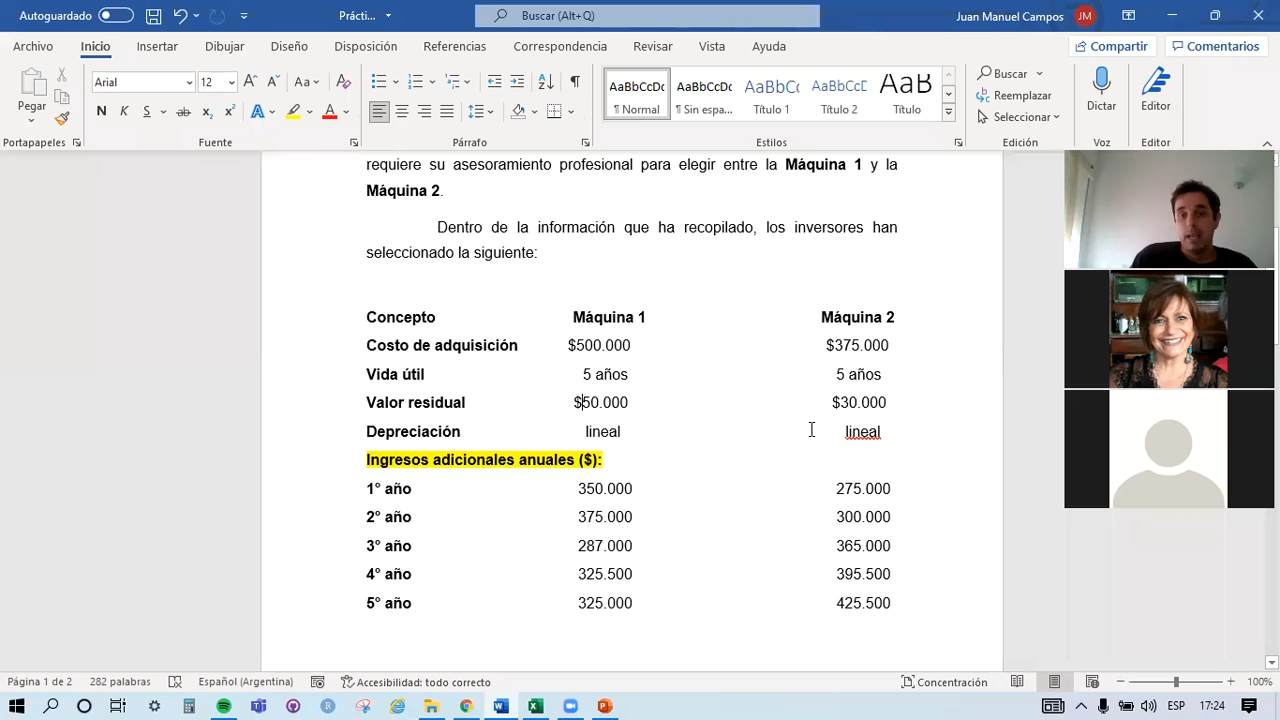 Autoguardado
Prácti...
Buscar (Alt+Q)
Juan Manuel Campos
JM
Archivo Inicio Insertar Dibujar Diseño Disposición Referencias Correspondencia Revisar Vista Ayuda
Compartir Comentarios
Pegar
Arial 12
Aa
N K S ab x₂ x² A A
AaBbCcDc AaBbCcDc AaBbCc AaBbCcD AaB
¶ Normal ¶ Sin espa... Título 1 Título 2 Título
Buscar
Reemplazar
Seleccionar
Dictar
Editor
Portapapeles Fuente Párrafo Estilos Edición Voz Editor
requiere su asesoramiento profesional para elegir entre la Máquina 1 y la
Máquina 2.
Dentro de la información que ha recopilado, los inversores han
seleccionado la siguiente:
Concepto Máquina 1 Máquina 2
Costo de adquisición $500.000 $375.000
Vida útil 5 años 5 años
Valor residual $50.000 $30.000
Depreciación lineal lineal
Ingresos adicionales anuales ($):
1° año 350.000 275.000
2° año 375.000 300.000
3° año 287.000 365.000
4° año 325.500 395.500
5° año 325.000 425.500
Página 1 de 2 282 palabras Español (Argentina) Accesibilidad: todo correcto Concentración 100%
ESP 17:24